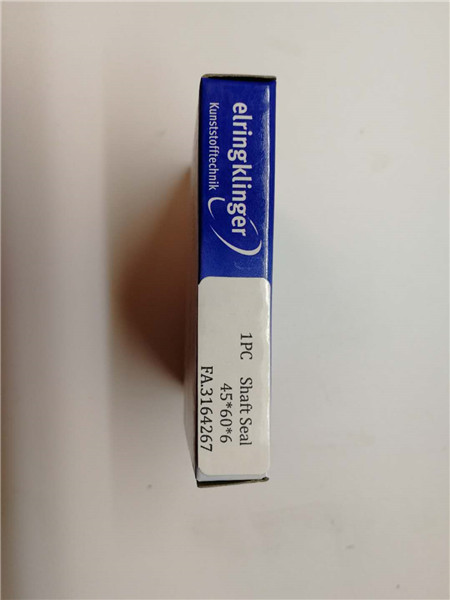 elringklinger
Kunststofftechnik
1PC Shaft Seal
45*60*6
FA.3164267